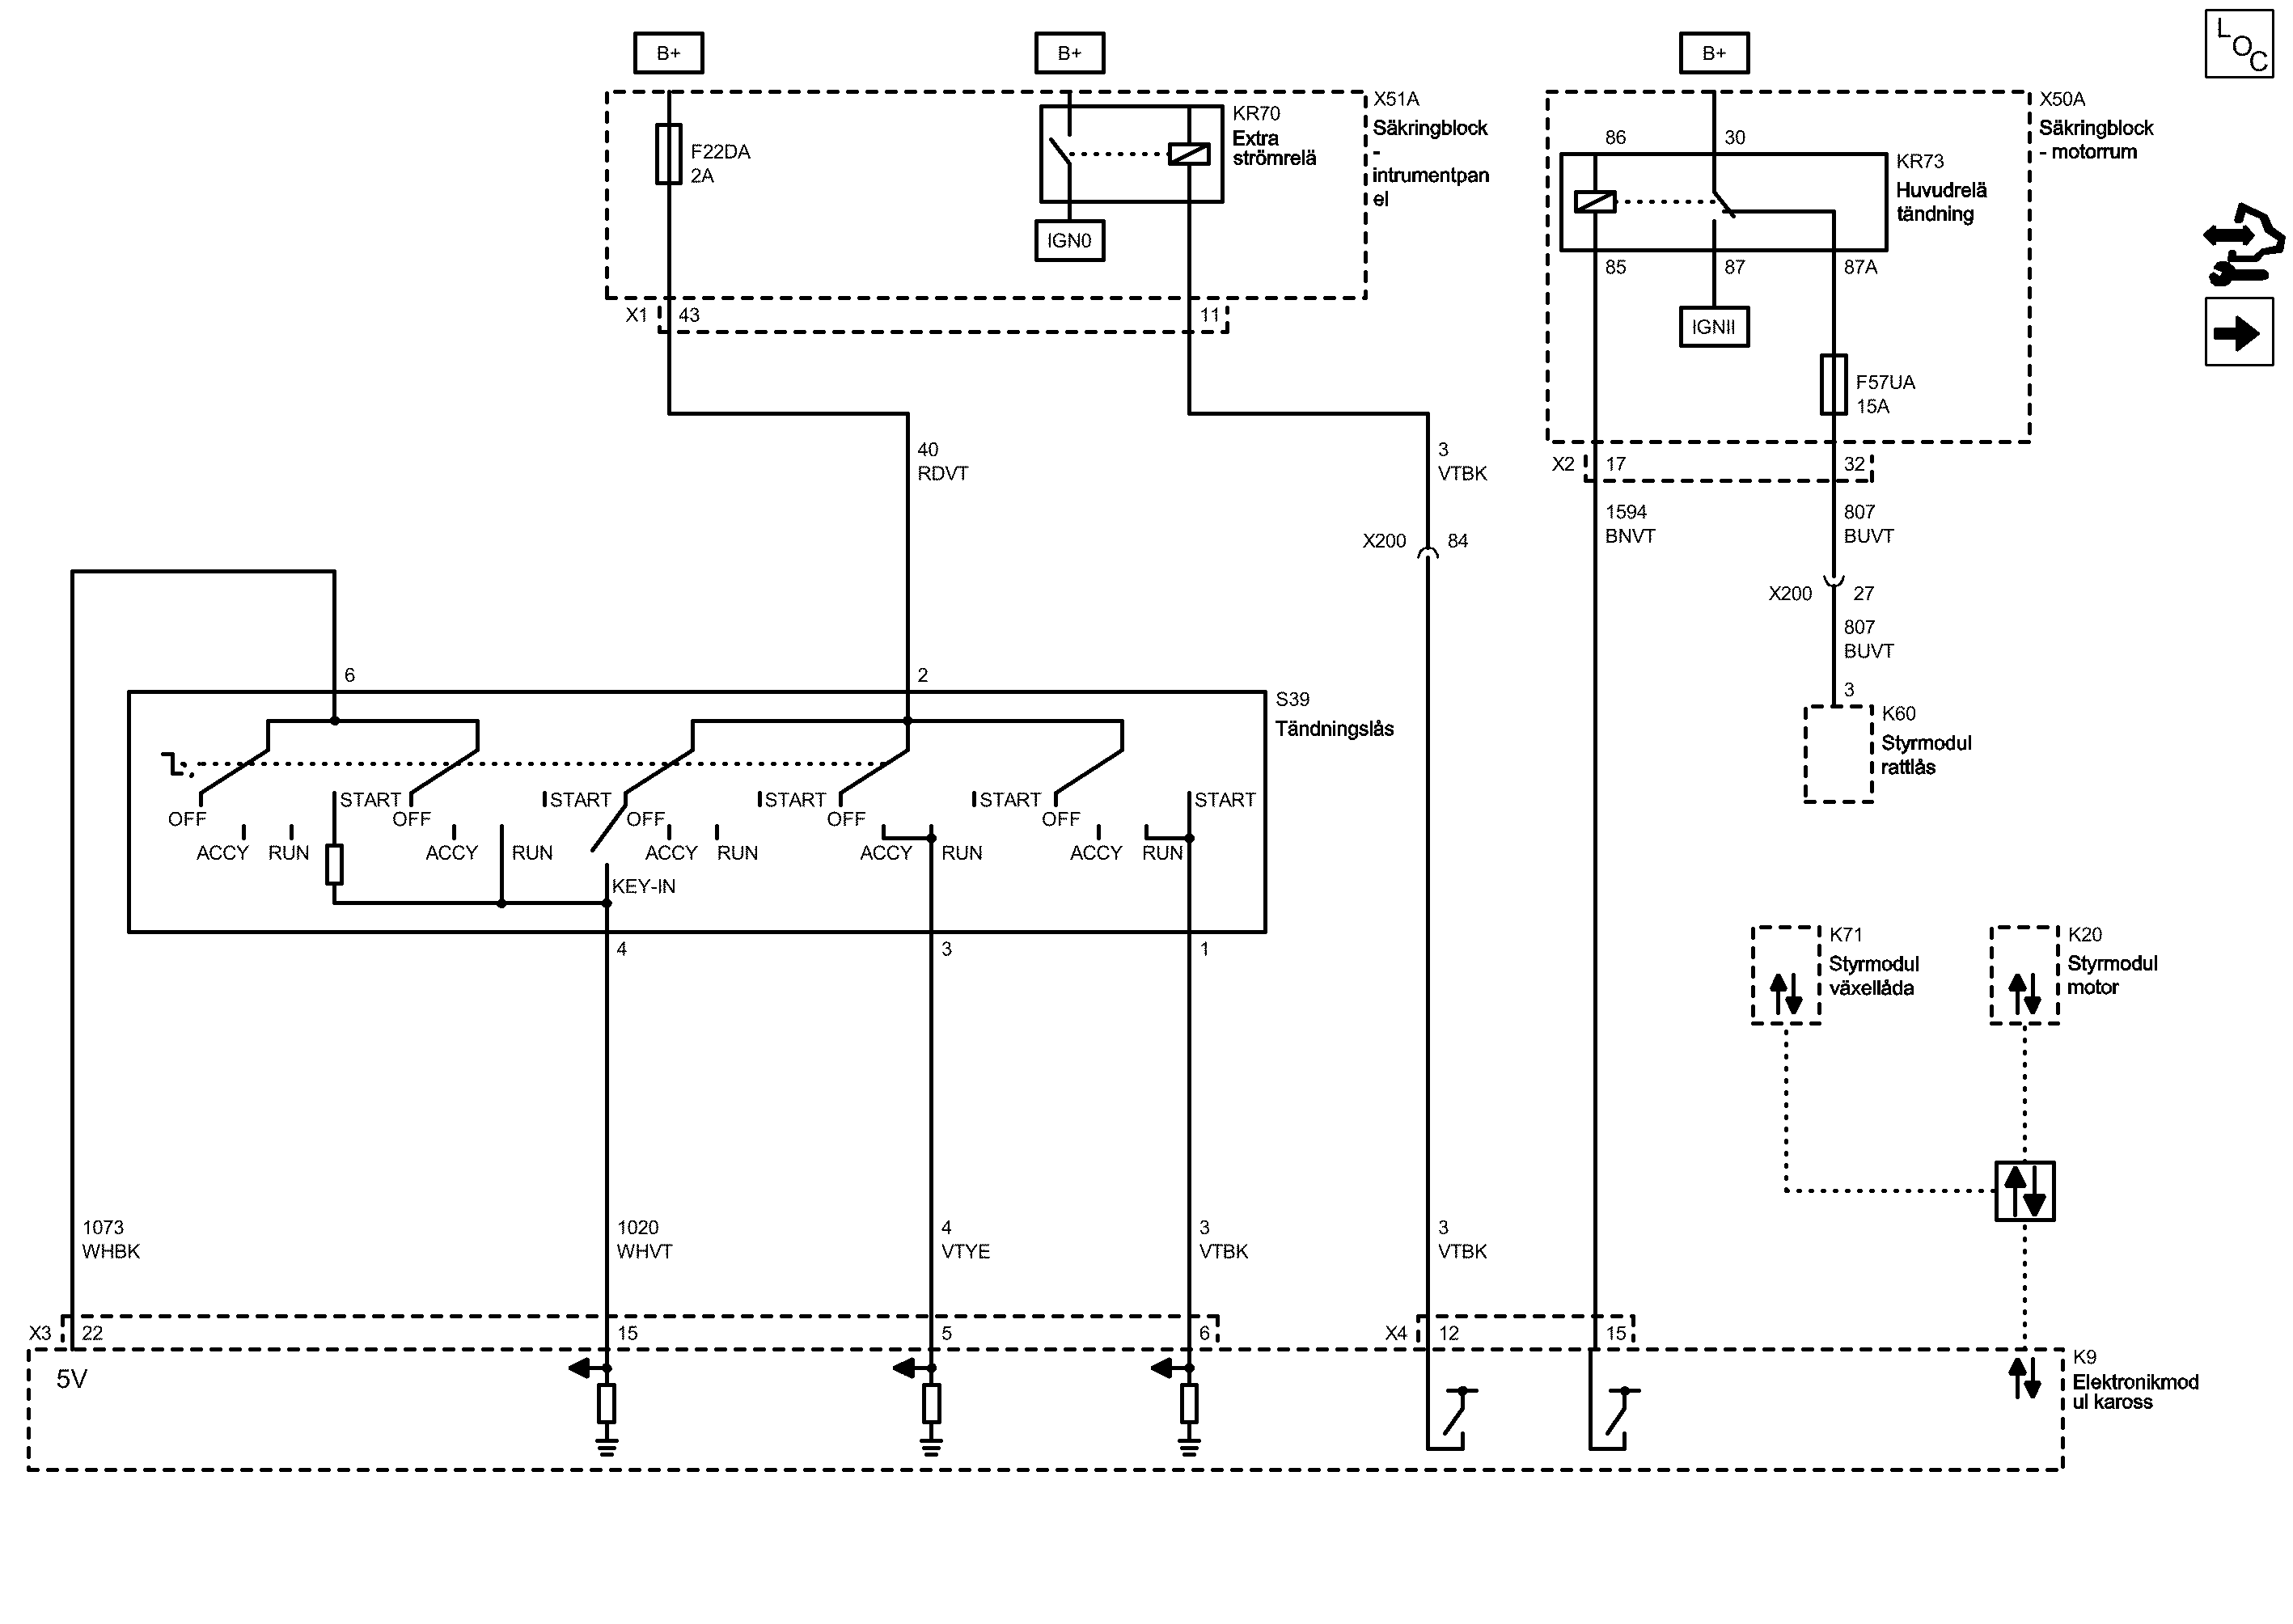 B+
B+
B+
L
O
C
KR70
Extra
strömrelä
X51A
Säkringblock
-
intrumentpan
el
X50A
Säkringblock
- motorrum
F22DA
2A
86
30
KR73
Huvudrelä
tändning
IGN0
85
87
87A
X1
43
11
IGNII
F57UA
15A
40
RDVT
3
VTBK
X2
17
32
1594
BNVT
807
BUVT
X200
84
X200
27
807
BUVT
6
2
S39
Tändningslås
3
K60
Styrmodul
rattlås
START
START
START
START
START
OFF
OFF
OFF
OFF
OFF
ACCY
RUN
ACCY
RUN
ACCY
RUN
ACCY
RUN
ACCY
RUN
KEY-IN
4
3
1
K71
Styrmodul
växellåda
K20
Styrmodul
motor
1073
WHBK
1020
WHVT
4
VTYE
3
VTBK
3
VTBK
X3
22
15
5
6
X4
12
15
5V
K9
Elektronikmod
ul kaross